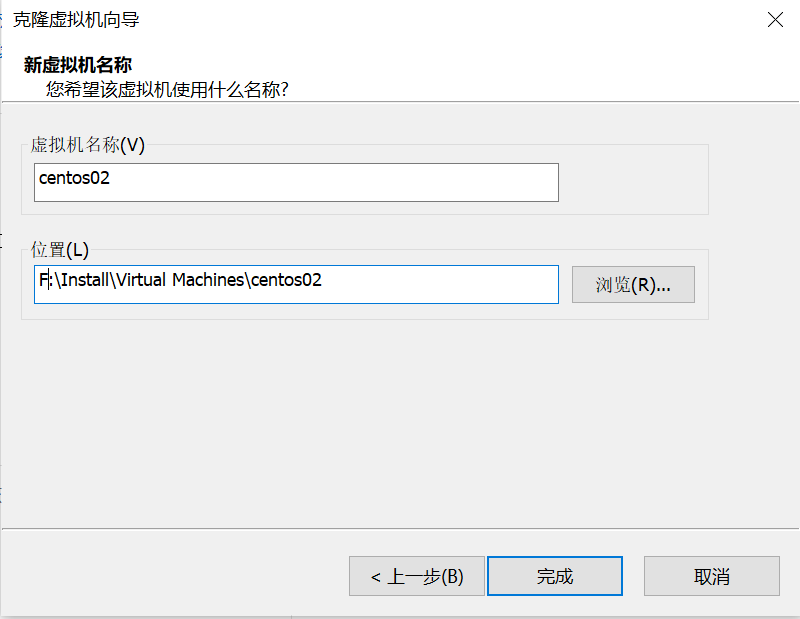 克隆虚拟机向导
新虚拟机名称
您希望该虚拟机使用什么名称?
虚拟机名称(V)
centos02
位置(L)
F:\Install\Virtual Machines\centos02
浏览(R)...
< 上一步(B)
完成
取消